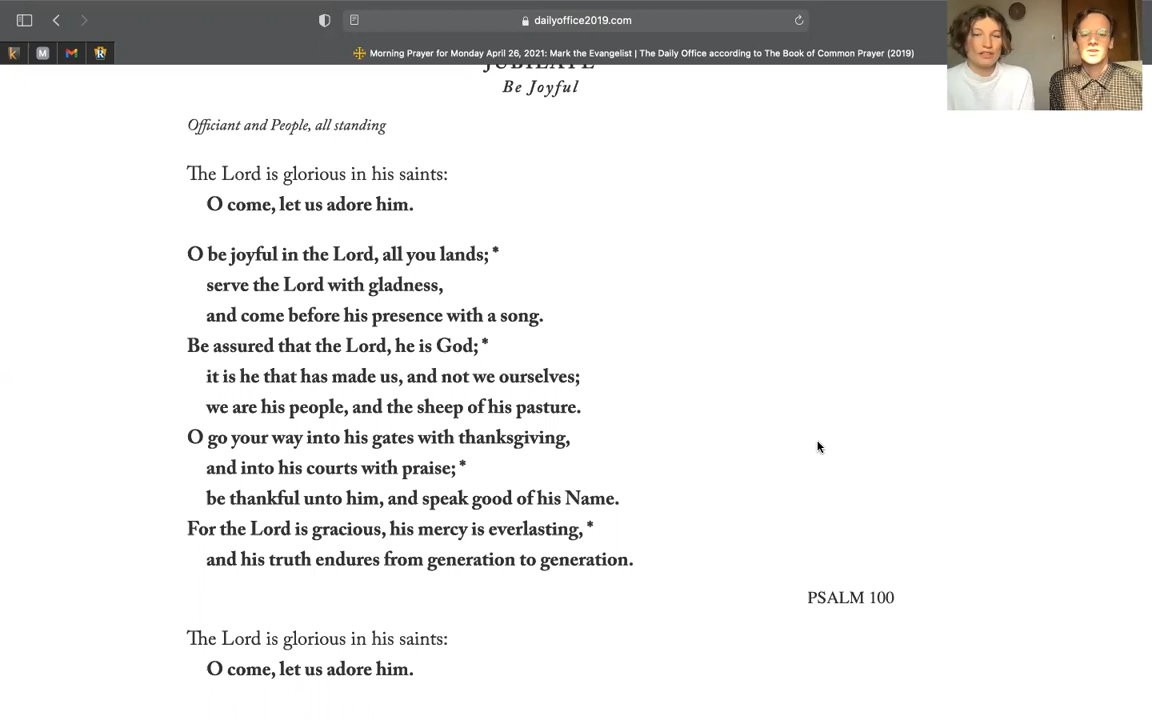 dailyoffice2019.com
K M R
Morning Prayer for Monday April 26, 2021: Mark the Evangelist | The Daily Office according to The Book of Common Prayer (2019)
JUBILATE
Be Joyful
Officiant and People, all standing
The Lord is glorious in his saints:
O come, let us adore him.
O be joyful in the Lord, all you lands; *
serve the Lord with gladness,
and come before his presence with a song.
Be assured that the Lord, he is God; *
it is he that has made us, and not we ourselves;
we are his people, and the sheep of his pasture.
O go your way into his gates with thanksgiving,
and into his courts with praise; *
be thankful unto him, and speak good of his Name.
For the Lord is gracious, his mercy is everlasting, *
and his truth endures from generation to generation.
PSALM 100
The Lord is glorious in his saints:
O come, let us adore him.